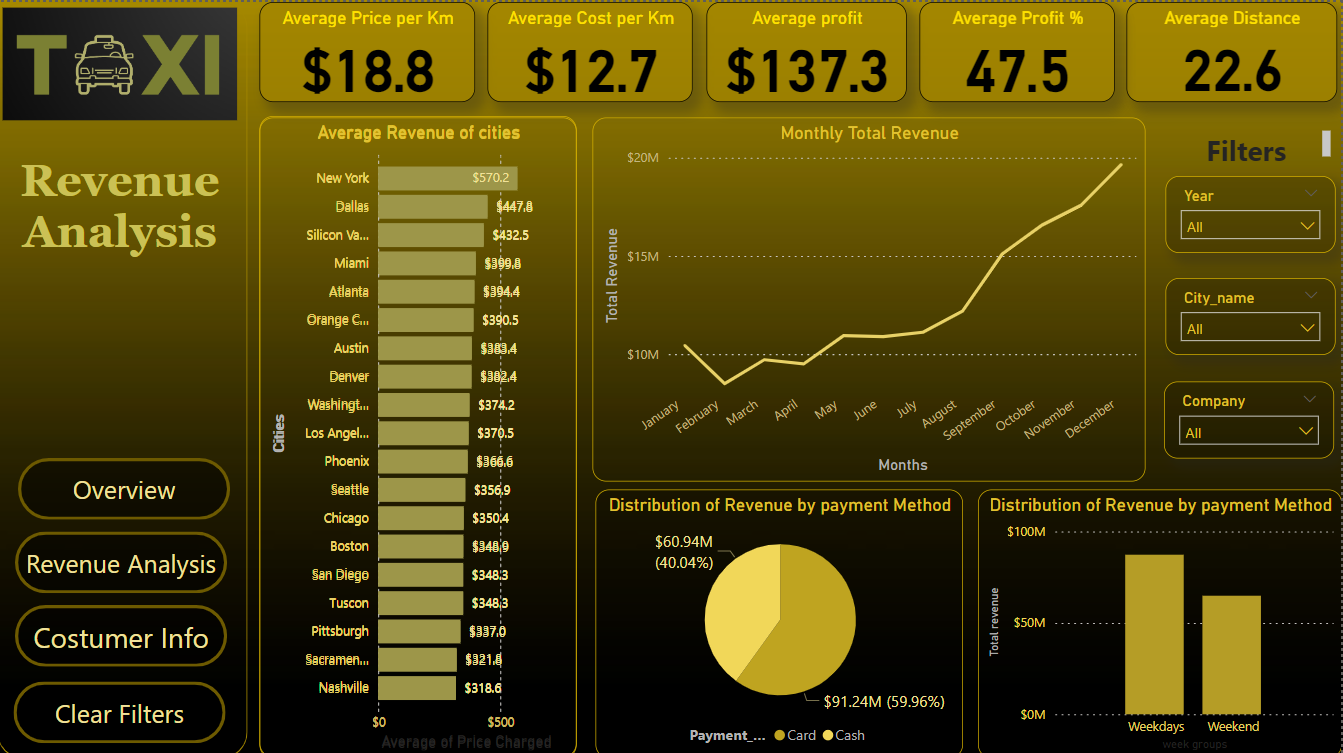 TAXI
Revenue
Analysis
Overview
Revenue Analysis
Costumer Info
Clear Filters
Average Price per Km
$18.8
Average Cost per Km
$12.7
Average profit
$137.3
Average Profit %
47.5
Average Distance
22.6
Average Revenue of cities
Cities
New York $570.2
Dallas $447.8
Silicon Va... $432.5
Miami $399.8
Atlanta $394.4
Orange C... $390.5
Austin $383.4
Denver $382.4
Washingt... $374.2
Los Angel... $370.5
Phoenix $366.6
Seattle $356.9
Chicago $350.4
Boston $348.9
San Diego $348.3
Tuscon $348.3
Pittsburgh $337.0
Sacramen... $321.8
Nashville $318.6
$0 $500
Average of Price Charged
Monthly Total Revenue
Total Revenue
$20M
$15M
$10M
January February March April May June July August September October November December
Months
Filters
Year
All
City_name
All
Company
All
Distribution of Revenue by payment Method
$60.94M
(40.04%)
$91.24M (59.96%)
Payment_... Card Cash
Distribution of Revenue by payment Method
Total revenue
$100M
$50M
$0M
Weekdays Weekend
week groups